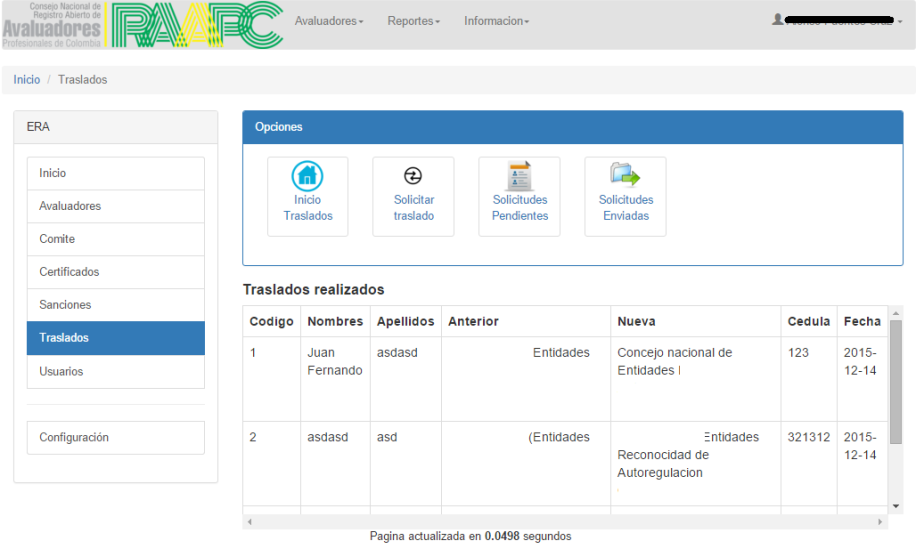 Consejo Nacional de
Registro Abierto de
Avaluadores
Profesionales de Colombia
RAAPC
Avaluadores
Reportes
Informacion
Inicio / Traslados
ERA
Inicio
Avaluadores
Comite
Certificados
Sanciones
Traslados
Usuarios
Configuración
Opciones
Inicio
Traslados
Solicitar
traslado
Solicitudes
Pendientes
Solicitudes
Enviadas
Traslados realizados
Codigo Nombres Apellidos Anterior Nueva Cedula Fecha
1 Juan asdasd Entidades Concejo nacional de 123 2015-
Fernando Entidades 12-14
2 asdasd asd (Entidades Entidades 321312 2015-
Reconocidad de 12-14
Autoregulacion
Pagina actualizada en 0.0498 segundos